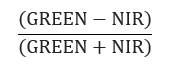 (GREEN − NIR)
(GREEN + NIR)